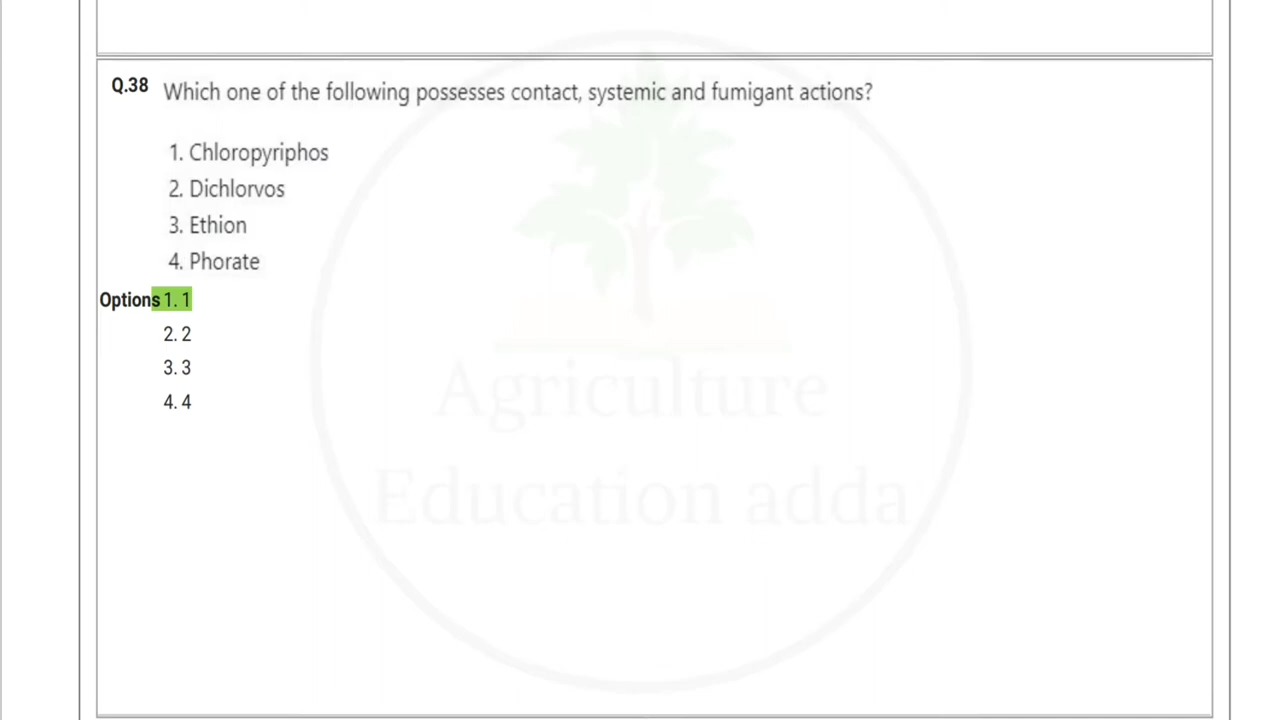 Q.38 Which one of the following possesses contact, systemic and fumigant actions?
1. Chloropyriphos
2. Dichlorvos
3. Ethion
4. Phorate
Options 1. 1
2. 2
3. 3
4. 4
Agriculture
Education adda